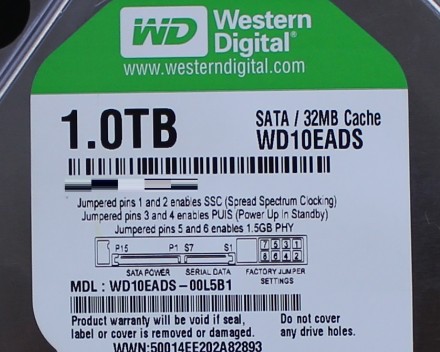 WD Western
Digital®
www.westerndigital.com
1.0TB
SATA / 32MB Cache
WD10EADS
Jumpered pins 1 and 2 enables SSC (Spread Spectrum Clocking)
Jumpered pins 3 and 4 enables PUIS (Power Up in Standby)
Jumpered pins 5 and 6 enables 1.5GB PHY
P15 P1 S7 S1 7 5 3 1
8 6 4 2
SATA POWER SERIAL DATA FACTORY JUMPER
SETTINGS
MDL : WD10EADS-00L5B1
Product warranty will be void if seal,
label or cover is removed or damaged.
Do not cover
any drive holes.
WWN:50014EE202A82893